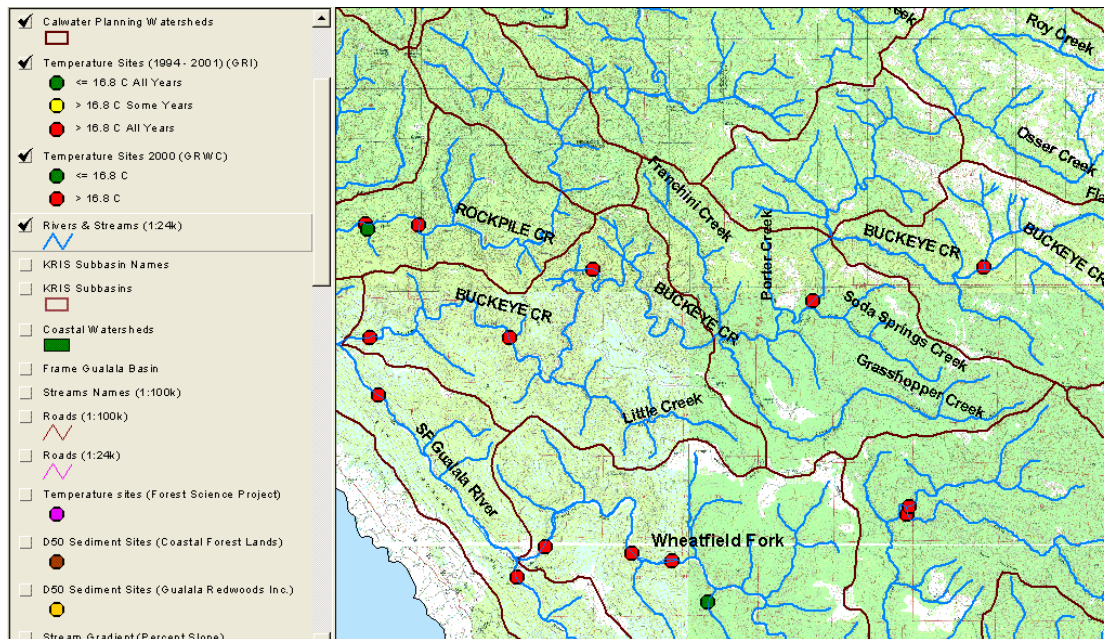 Calwater Planning Watersheds
Temperature Sites (1994 - 2001) (GRI)
<= 16.8 C All Years
> 16.8 C Some Years
> 16.8 C All Years
Temperature Sites 2000 (GRWC)
<= 16.8 C
> 16.8 C
Rivers & Streams (1:24k)
KRIS Subbasin Names
KRIS Subbasins
Coastal Watersheds
Frame Gualala Basin
Streams Names (1:100k)
Roads (1:100k)
Roads (1:24k)
Temperature sites (Forest Science Project)
D50 Sediment Sites (Coastal Forest Lands)
D50 Sediment Sites (Gualala Redwoods Inc.)
Stream Gradient (Percent Slope)
Roy Creek
Osser Creek
Fla
Franchini Creek
ROCKPILE CR
Porter Creek
BUCKEYE CR
BUCKEYE CR
BUCKEYE CR
BUCKEYE CR
Soda Springs Creek
Grasshopper Creek
Little Creek
SF Gualala River
Wheatfield Fork